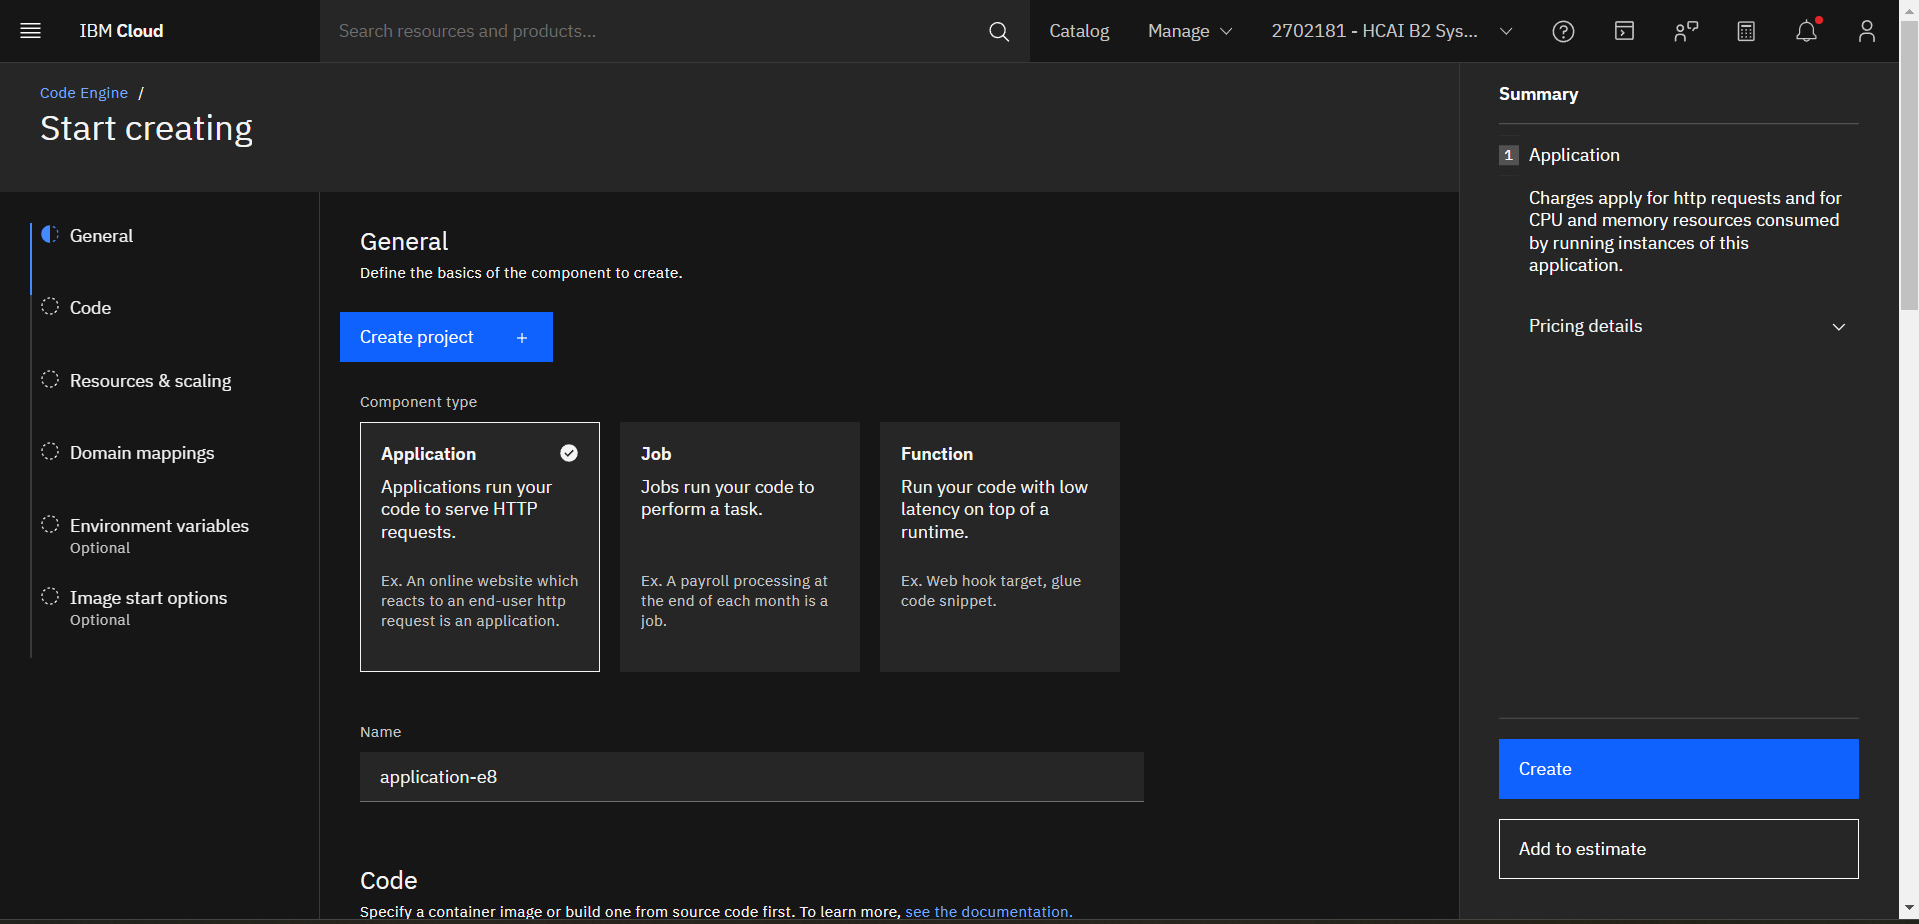 IBM Cloud
Search resources and products...
Catalog
Manage
2702181 - HCAI B2 Sys...
Code Engine /
Start creating
General
Code
Resources & scaling
Domain mappings
Environment variables
Optional
Image start options
Optional
General
Define the basics of the component to create.
Create project +
Component type
Application
Applications run your
code to serve HTTP
requests.
Ex. An online website which
reacts to an end-user http
request is an application.
Job
Jobs run your code to
perform a task.
Ex. A payroll processing at
the end of each month is a
job.
Function
Run your code with low
latency on top of a
runtime.
Ex. Web hook target, glue
code snippet.
Name
application-e8
Code
Specify a container image or build one from source code first. To learn more, see the documentation.
Summary
1 Application
Charges apply for http requests and for
CPU and memory resources consumed
by running instances of this
application.
Pricing details
Create
Add to estimate